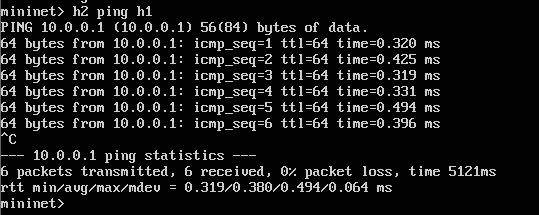 mininet> h2 ping h1
PING 10.0.0.1 (10.0.0.1) 56(84) bytes of data.
64 bytes from 10.0.0.1: icmp_seq=1 ttl=64 time=0.320 ms
64 bytes from 10.0.0.1: icmp_seq=2 ttl=64 time=0.425 ms
64 bytes from 10.0.0.1: icmp_seq=3 ttl=64 time=0.319 ms
64 bytes from 10.0.0.1: icmp_seq=4 ttl=64 time=0.331 ms
64 bytes from 10.0.0.1: icmp_seq=5 ttl=64 time=0.494 ms
64 bytes from 10.0.0.1: icmp_seq=6 ttl=64 time=0.396 ms
^C
--- 10.0.0.1 ping statistics ---
6 packets transmitted, 6 received, 0% packet loss, time 5121ms
rtt min/avg/max/mdev = 0.319/0.380/0.494/0.064 ms
mininet>